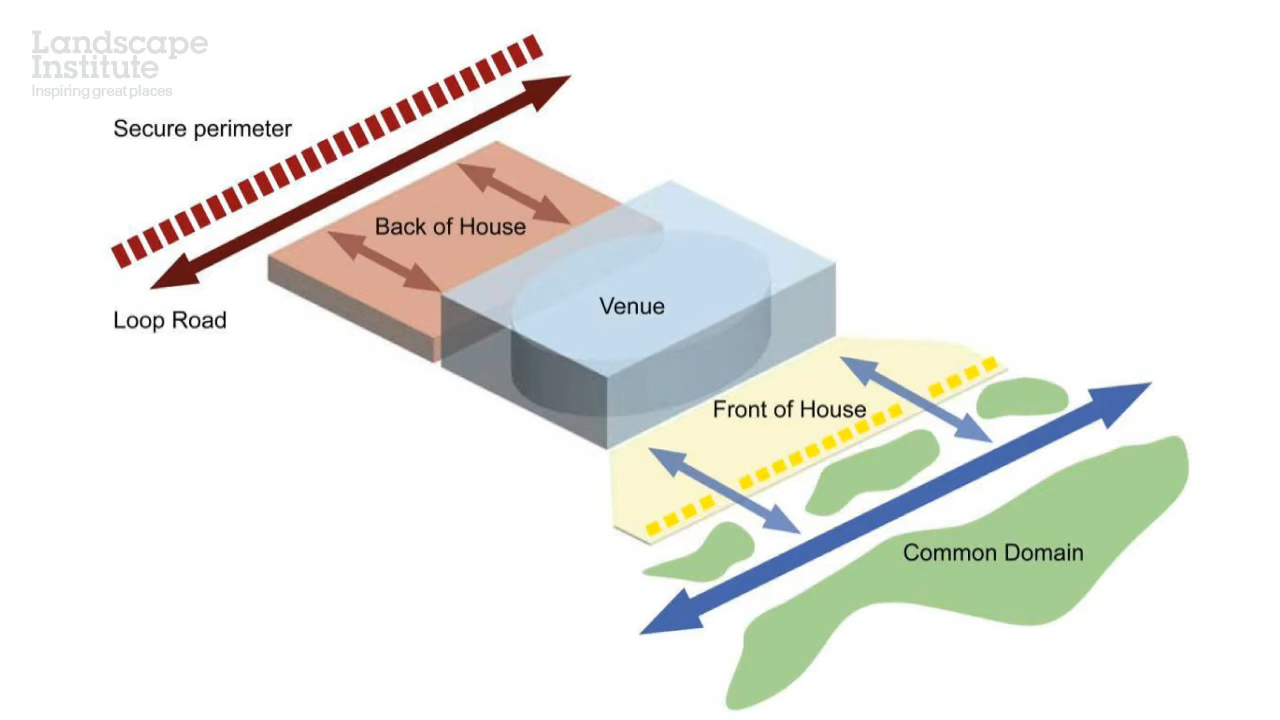 Landscape
Institute
Inspiring great places
Secure perimeter
Back of House
Venue
Loop Road
Front of House
Common Domain